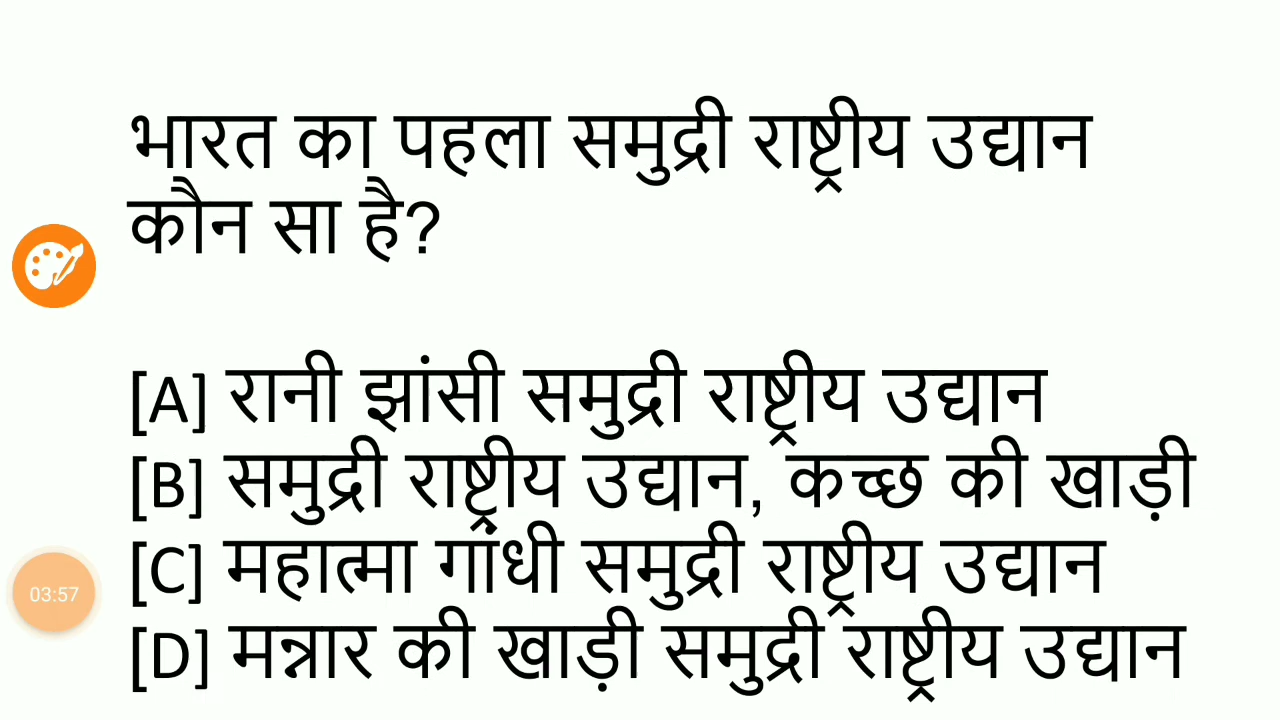 भारत का पहला समुद्री राष्ट्रीय उद्यान
कौन सा है?
[A] रानी झांसी समुद्री राष्ट्रीय उद्यान
[B] समुद्री राष्ट्रीय उद्यान, कच्छ की खाड़ी
[C] महात्मा गांधी समुद्री राष्ट्रीय उद्यान
03:57
[D] मन्नार की खाड़ी समुद्री राष्ट्रीय उद्यान